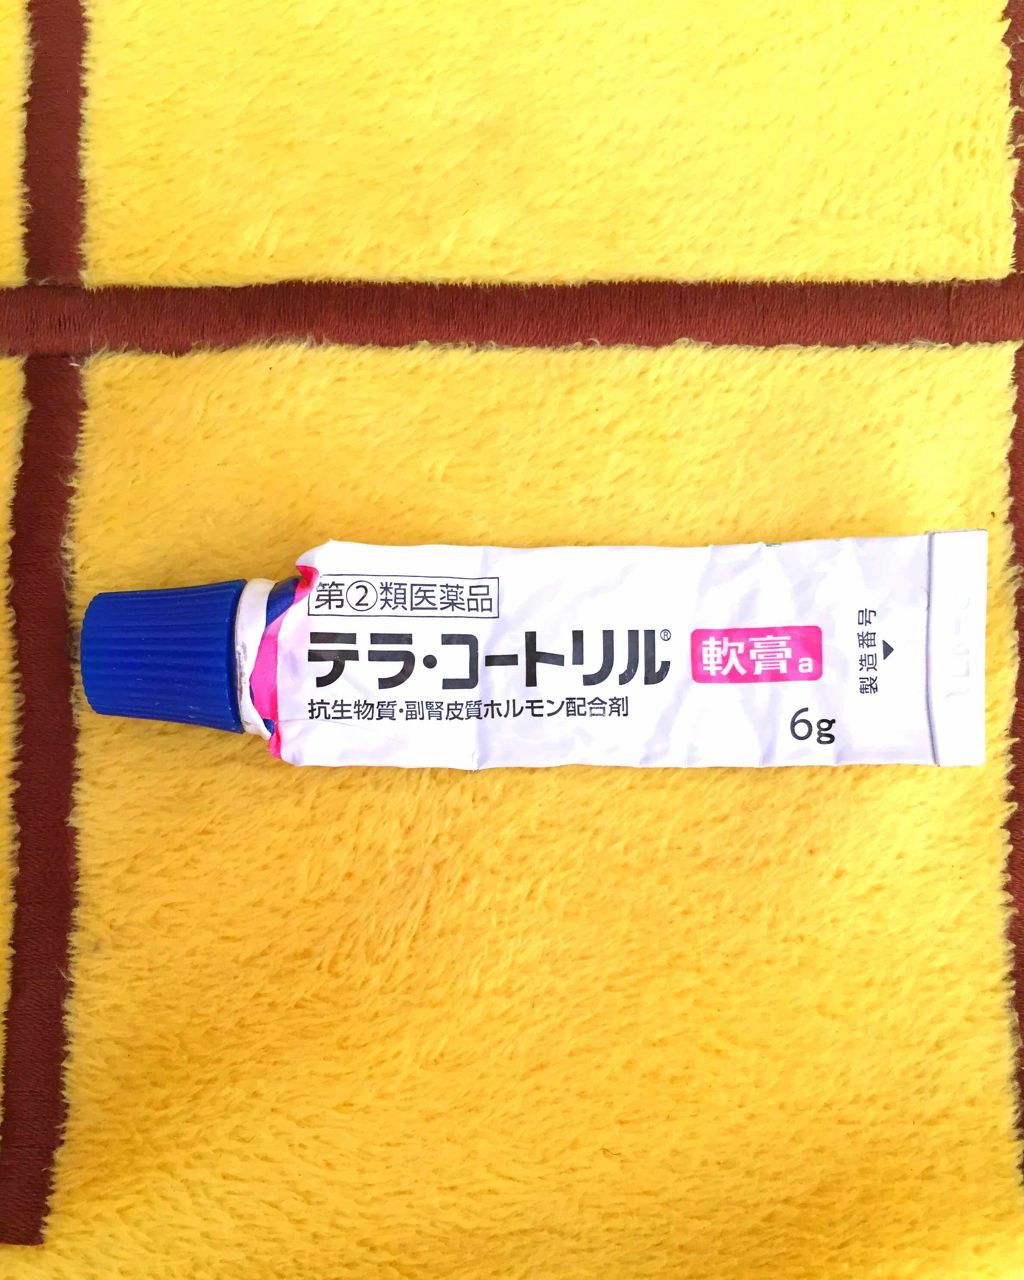 第②類医薬品
テラ・コートリル®
軟膏a
抗生物質・副腎皮質ホルモン配合剤
6g
製造番号▶